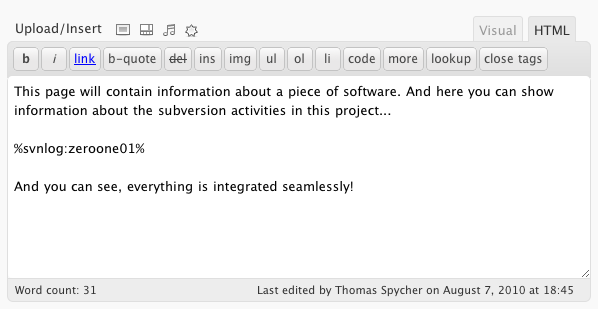 Upload/Insert Visual HTML
b i link b-quote del ins img ul ol li code more lookup close tags
This page will contain information about a piece of software. And here you can show
information about the subversion activities in this project...
%svnlog:zeroone01%
And you can see, everything is integrated seamlessly!
Word count: 31 Last edited by Thomas Spycher on August 7, 2010 at 18:45